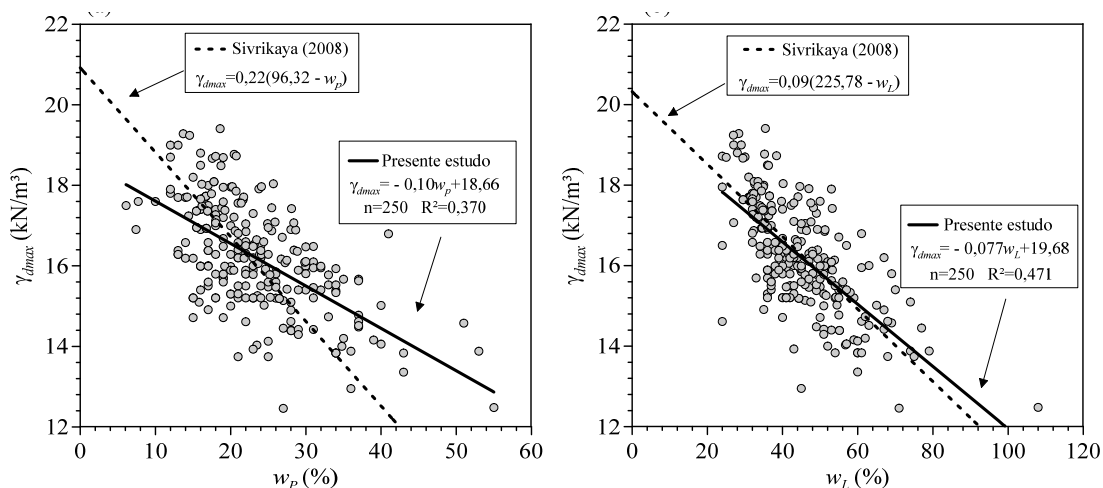 22
20
18
16
14
12
0
10
20
30
40
50
60
γdmax (kN/m³)
wP (%)
Sivrikaya (2008)
γdmax=0,22(96,32 - wp)
Presente estudo
γdmax= - 0,10wp+18,66
n=250 R²=0,370
22
20
18
16
14
12
0
20
40
60
80
100
120
γdmax (kN/m³)
wL (%)
Sivrikaya (2008)
γdmax=0,09(225,78 - wL)
Presente estudo
γdmax= - 0,077wL+19,68
n=250 R²=0,471